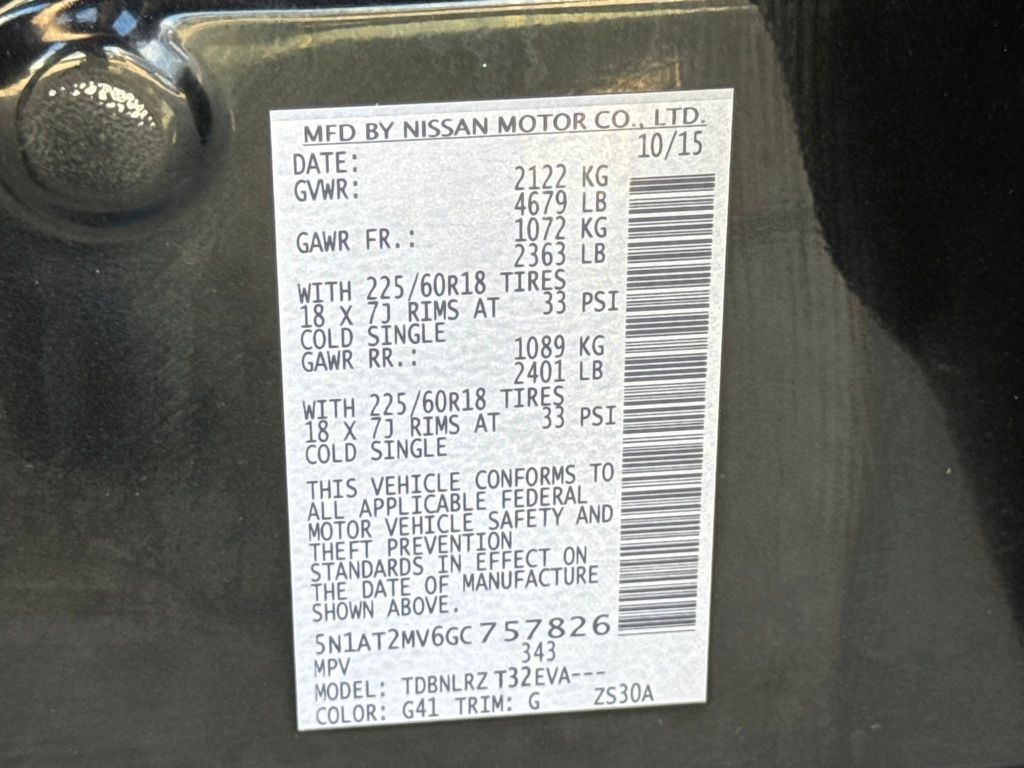 MFD BY NISSAN MOTOR CO., LTD.
DATE: 10/15
GVWR: 2122 KG
4679 LB
GAWR FR.: 1072 KG
2363 LB
WITH 225/60R18 TIRES
18 X 7J RIMS AT 33 PSI
COLD SINGLE
GAWR RR.: 1089 KG
2401 LB
WITH 225/60R18 TIRES
18 X 7J RIMS AT 33 PSI
COLD SINGLE
THIS VEHICLE CONFORMS TO
ALL APPLICABLE FEDERAL
MOTOR VEHICLE SAFETY AND
THEFT PREVENTION
STANDARDS IN EFFECT ON
THE DATE OF MANUFACTURE
SHOWN ABOVE.
5N1AT2MV6GC757826
MPV 343
MODEL: TDBNLRZ T32EVA---
COLOR: G41 TRIM: G ZS30A